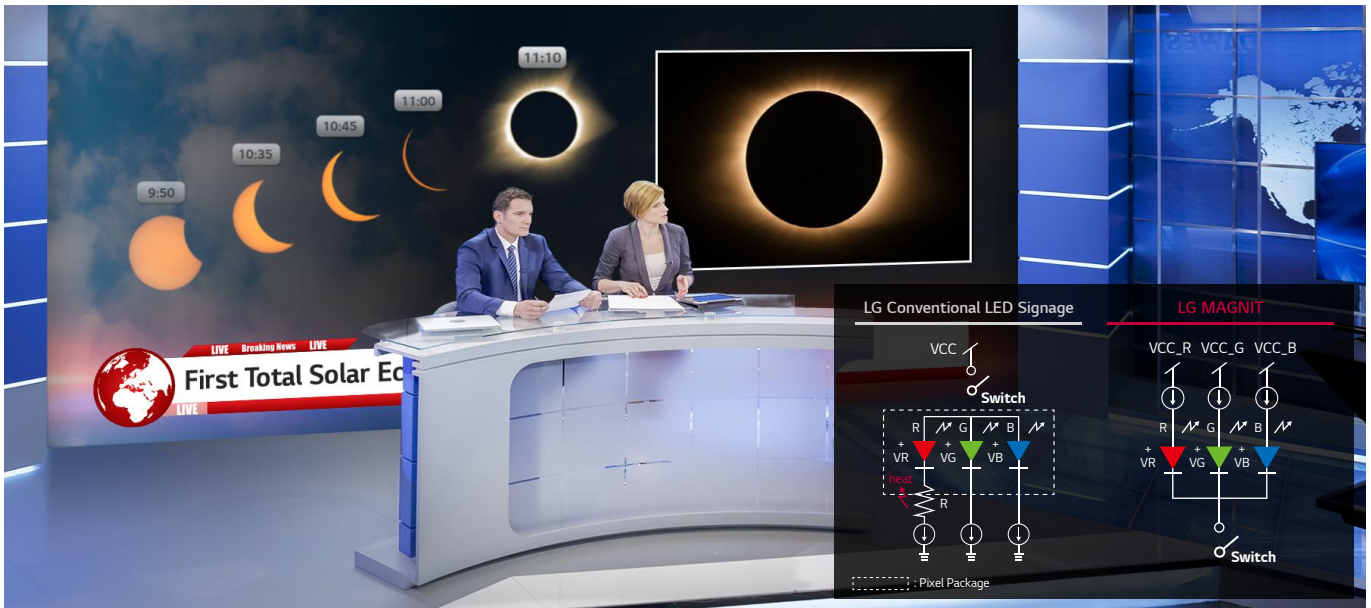 11:10
11:00
10:45
10:35
9:50
LIVE Breaking News LIVE
First Total Solar Ec
LIVE
LG Conventional LED Signage
VCC
Switch
R G B
+ VR + VG + VB
heat
R
: Pixel Package
LG MAGNIT
VCC_R VCC_G VCC_B
R G B
+ VR + VG + VB
Switch